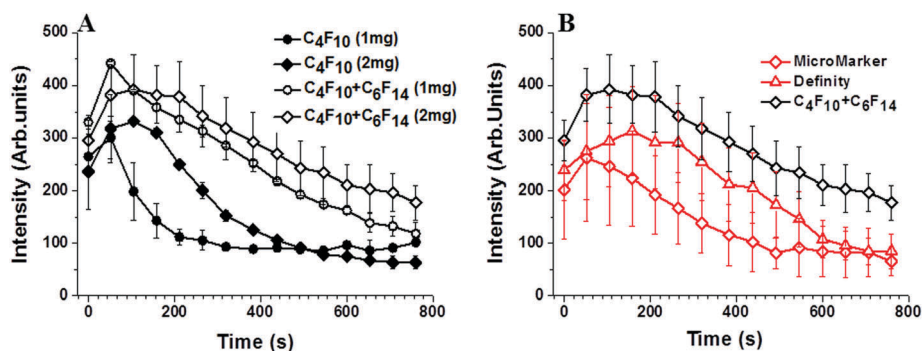 A
B
Intensity (Arb.units)
500
400
300
200
100
0
0 200 400 600 800
Time (s)
C₄F₁₀ (1mg)
C₄F₁₀ (2mg)
C₄F₁₀+C₆F₁₄ (1mg)
C₄F₁₀+C₆F₁₄ (2mg)
Intensity (Arb.Units)
500
400
300
200
100
0
0 200 400 600 800
Time (s)
MicroMarker
Definity
C₄F₁₀+C₆F₁₄